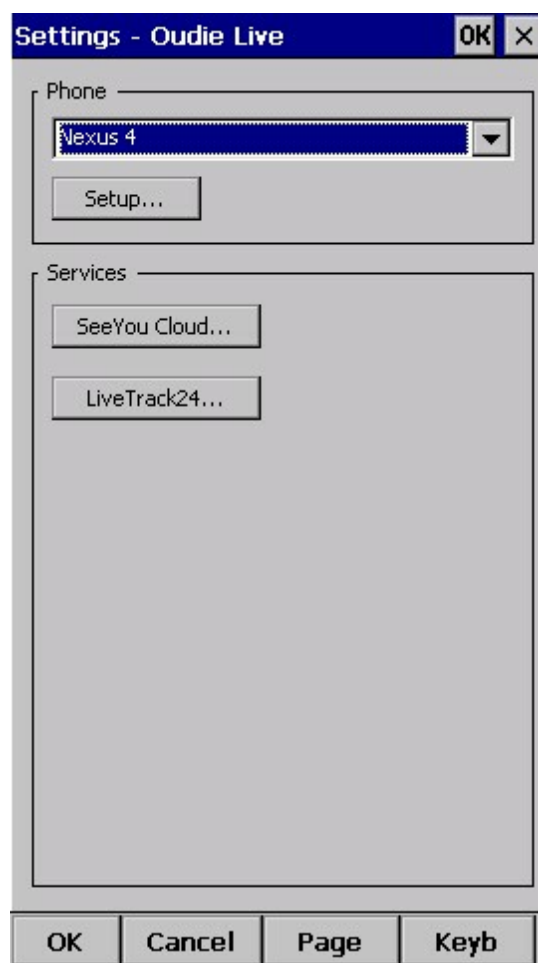 Settings - Oudie Live OK ×
Phone
Nexus 4
Setup...
Services
SeeYou Cloud...
LiveTrack24...
OK Cancel Page Keyb